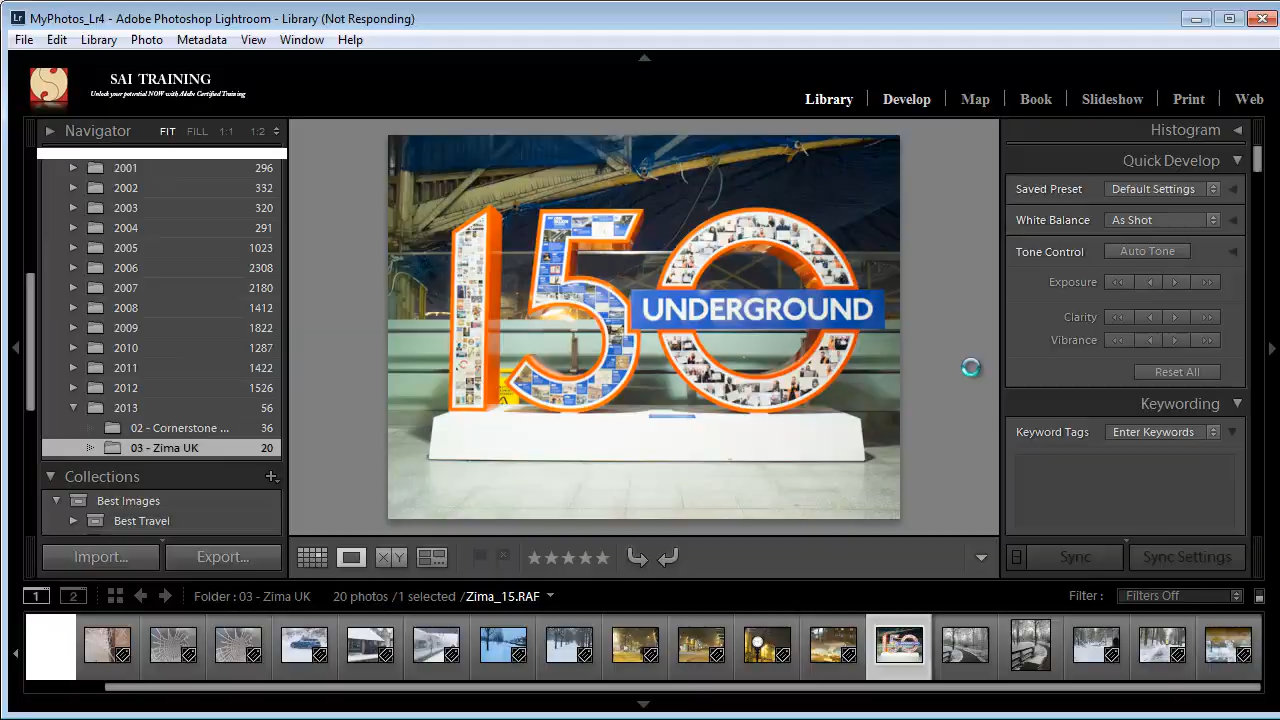 Lr MyPhotos_Lr4 - Adobe Photoshop Lightroom - Library (Not Responding)
File Edit Library Photo Metadata View Window Help
SAI TRAINING
Unlock your potential NOW with Adobe Certified Training
Library Develop Map Book Slideshow Print Web
Navigator FIT FILL 1:1 1:2
2001 296
2002 332
2003 320
2004 291
2005 1023
2006 2308
2007 2180
2008 1412
2009 1822
2010 1287
2011 1422
2012 1526
2013 56
02 - Cornerstone ... 36
03 - Zima UK 20
Collections
Best Images
Best Travel
Import... Export...
150
UNDERGROUND
Histogram
Quick Develop
Saved Preset Default Settings
White Balance As Shot
Tone Control Auto Tone
Exposure
Clarity
Vibrance
Reset All
Keywording
Keyword Tags Enter Keywords
X Y
Sync Sync Settings
1 2 Folder : 03 - Zima UK 20 photos /1 selected /Zima_15.RAF Filter : Filters Off